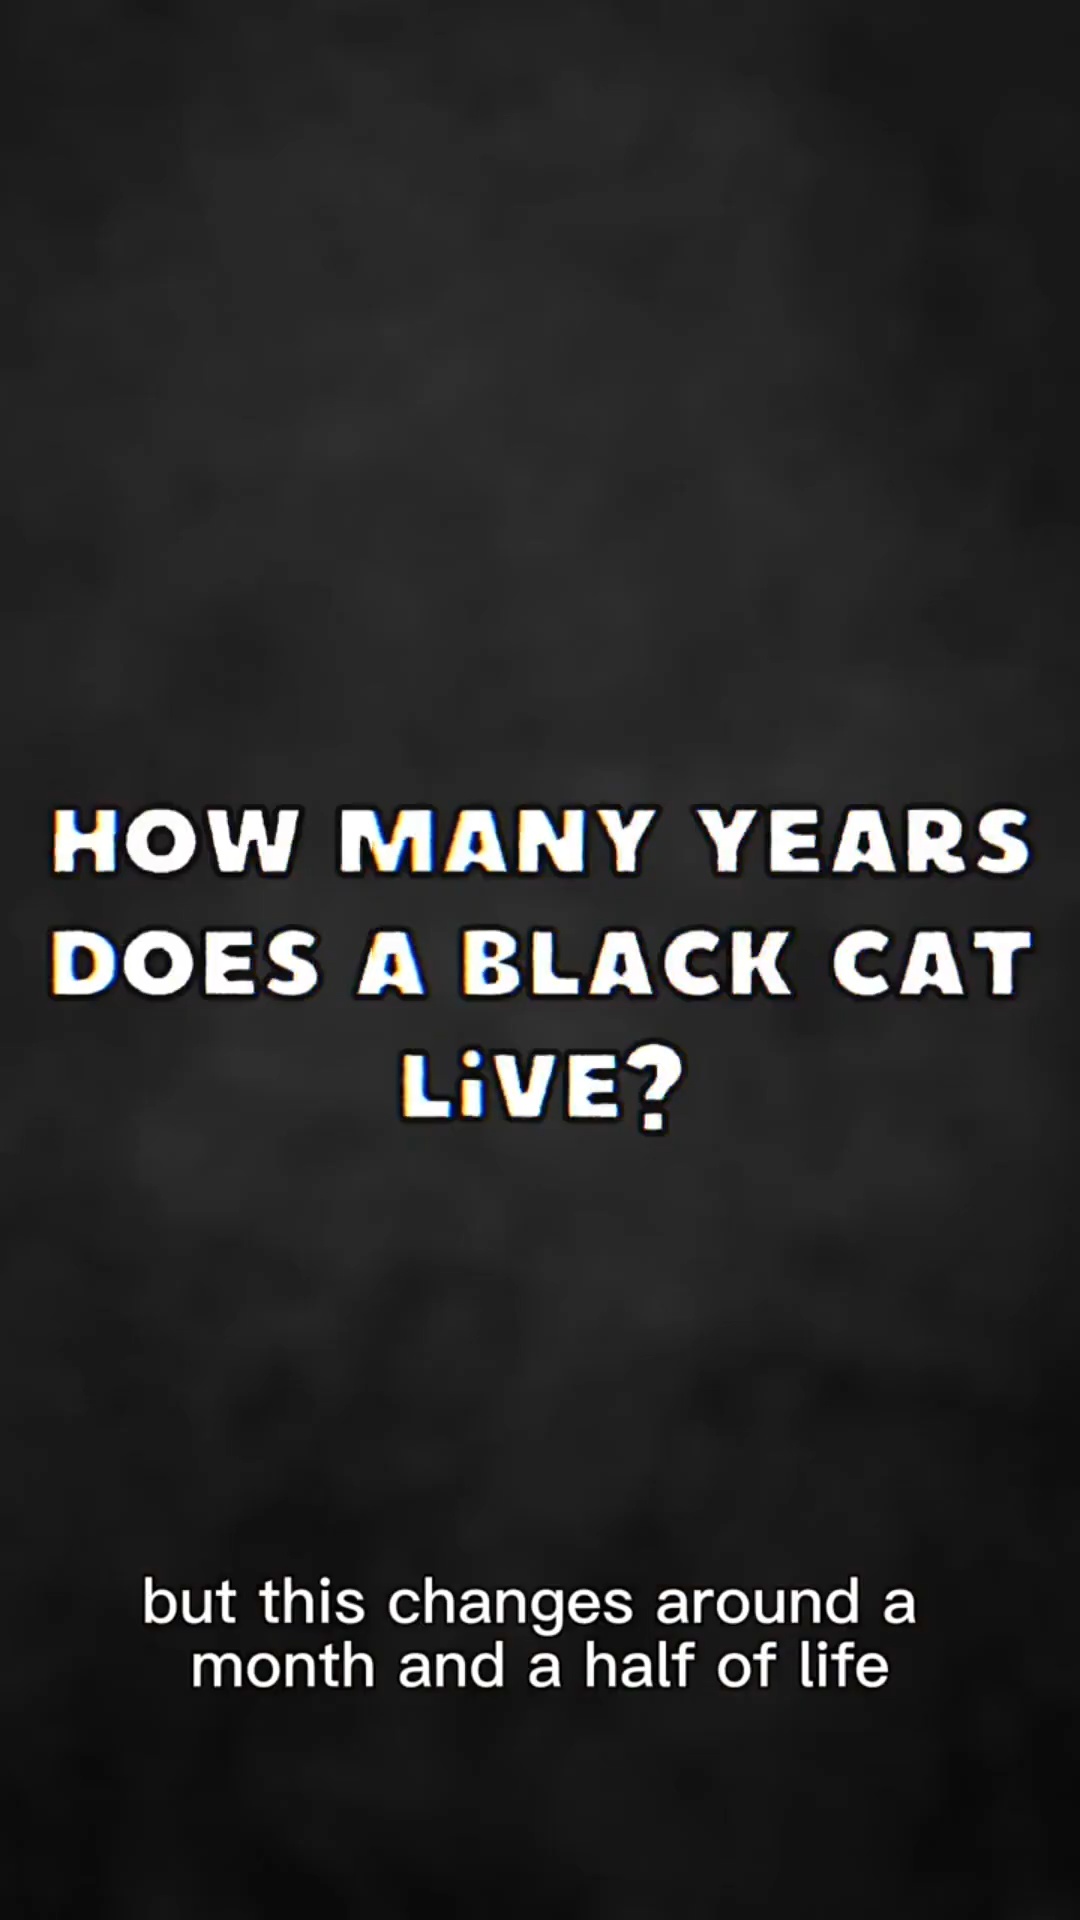 HOW MANY YEARS
DOES A BLACK CAT
LiVE?
but this changes around a
month and a half of life